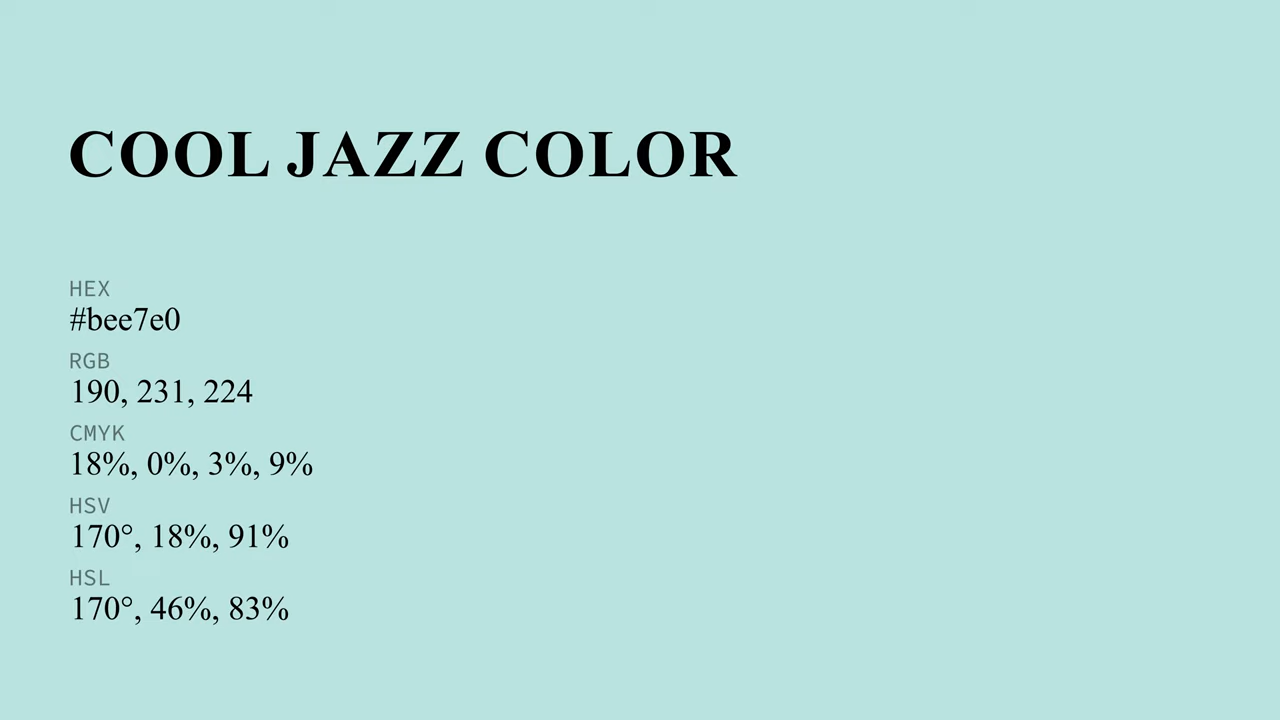 COOL JAZZ COLOR
HEX
#bee7e0
RGB
190, 231, 224
CMYK
18%, 0%, 3%, 9%
HSV
170°, 18%, 91%
HSL
170°, 46%, 83%